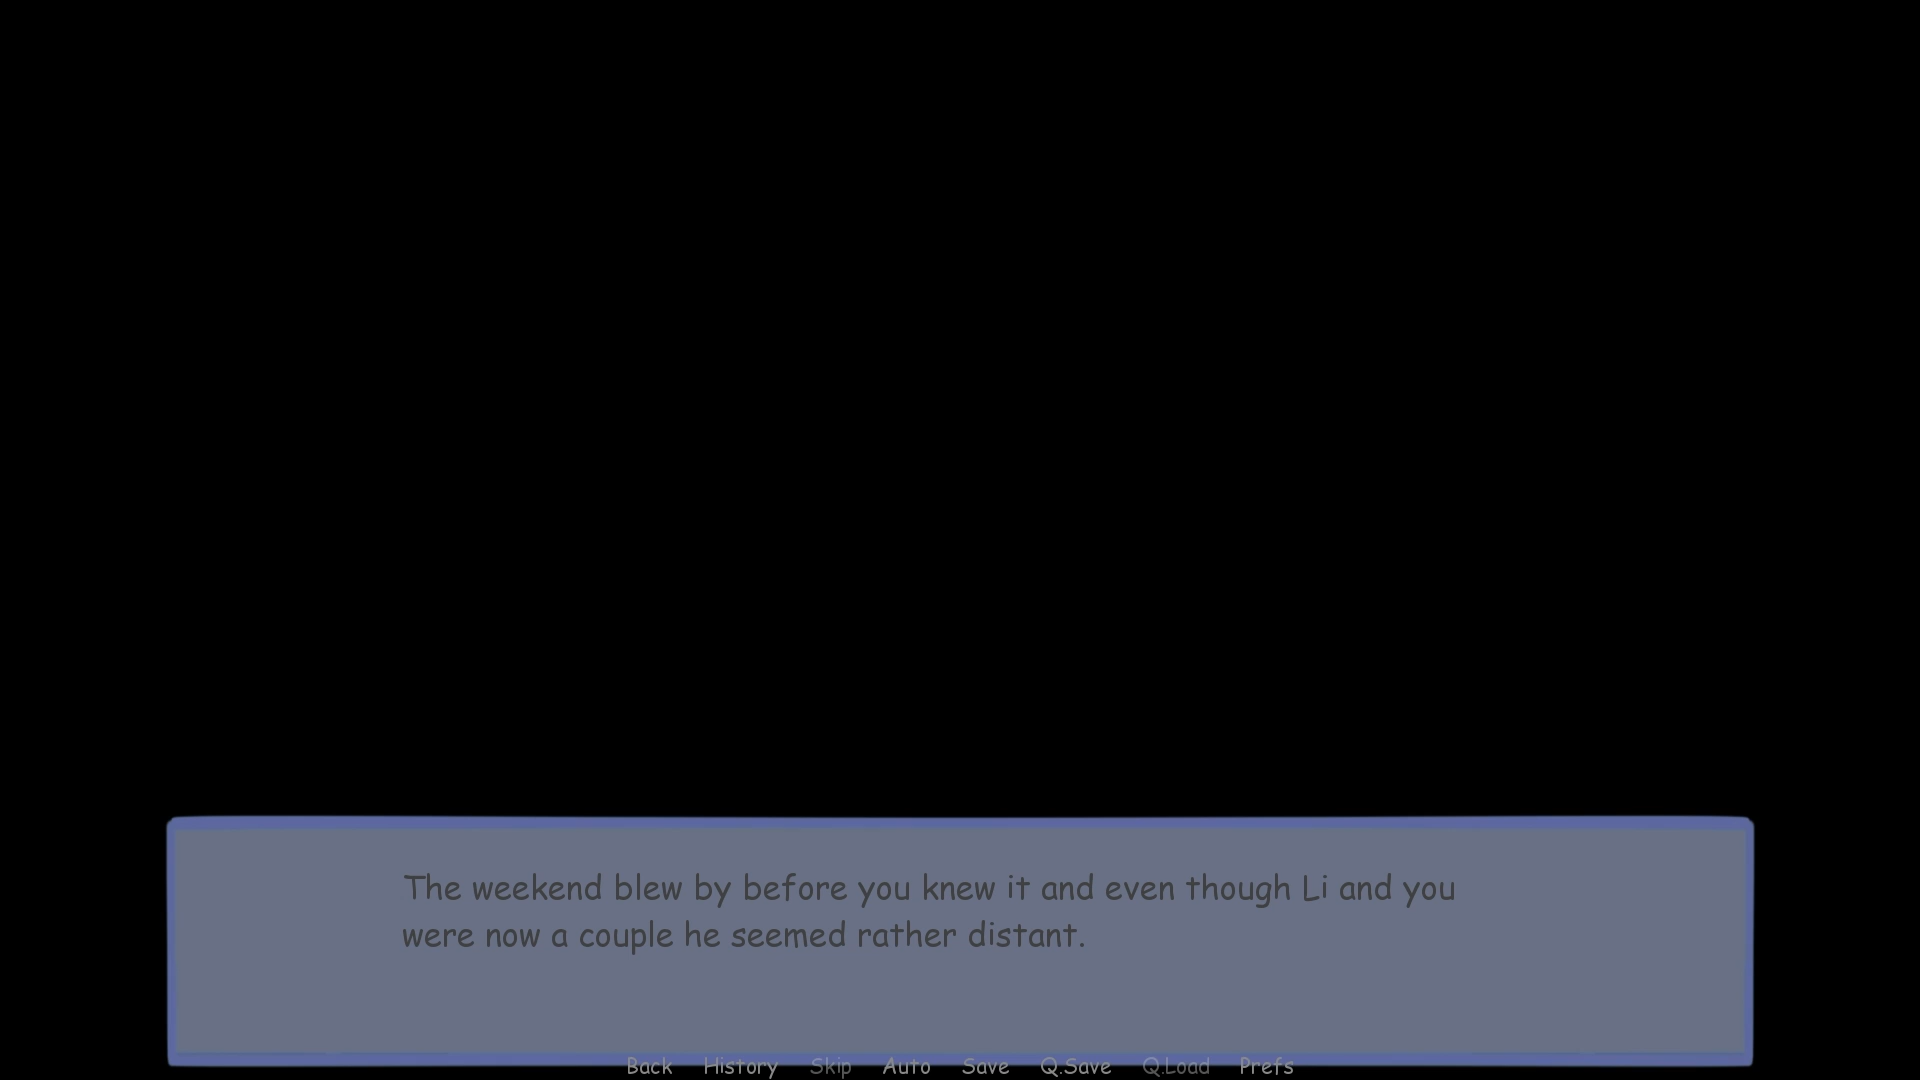 The weekend blew by before you knew it and even though Li and you
were now a couple he seemed rather distant.
Back History Skip Auto Save Q.Save Q.Load Prefs